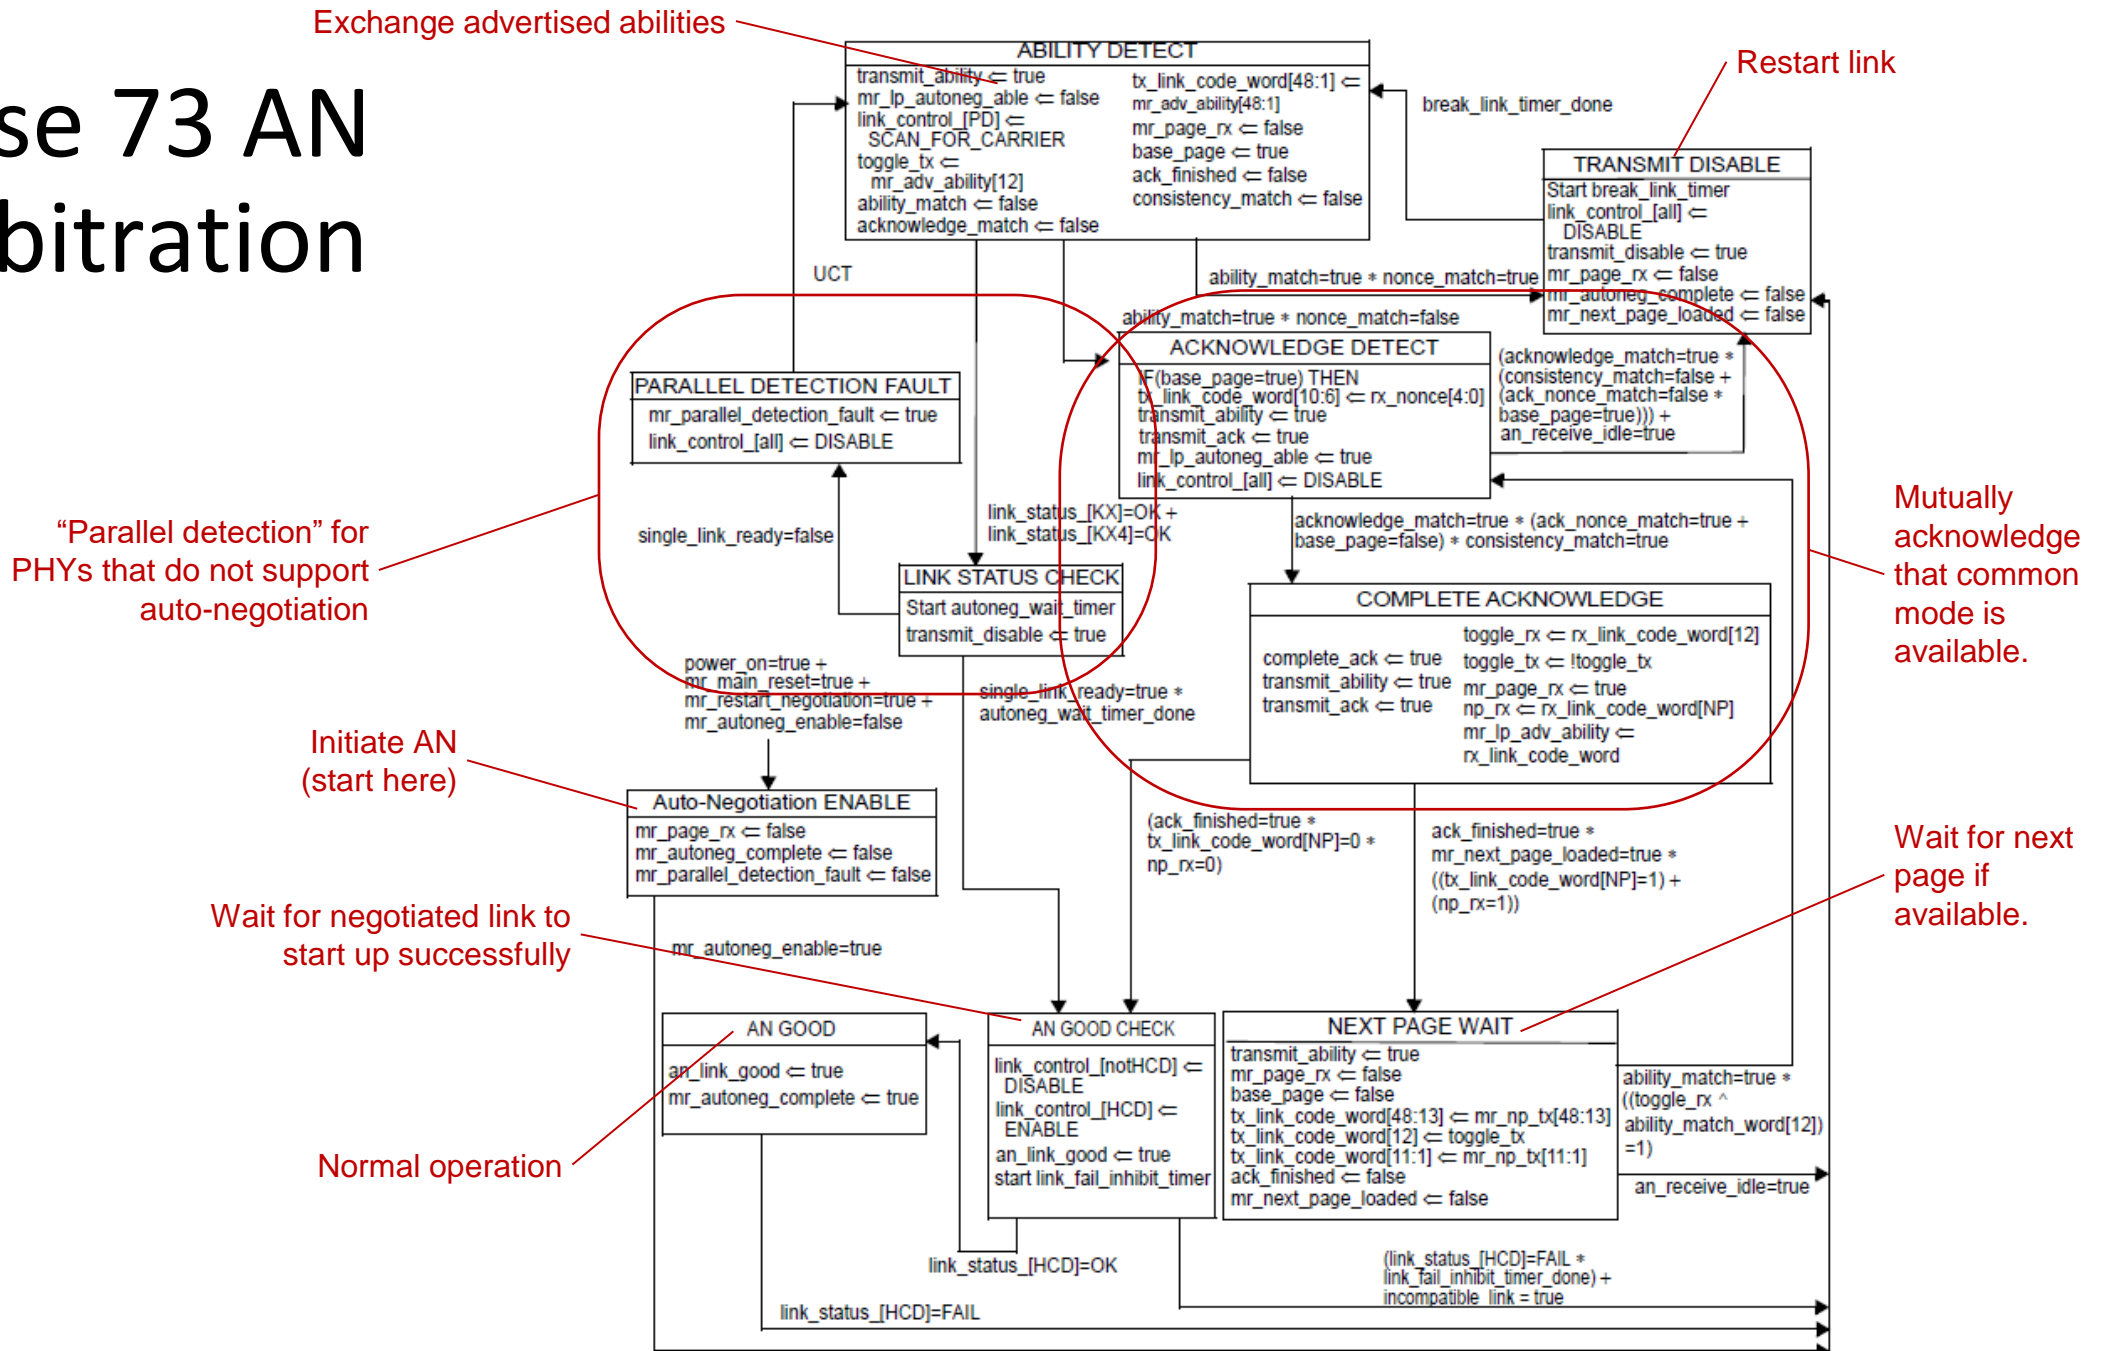 Exchange advertised abilities
se 73 AN
bitration
ABILITY DETECT
transmit_ability ⇐ true
mr_lp_autoneg_able ⇐ false
link_control_[PD] ⇐
SCAN_FOR_CARRIER
toggle_tx ⇐
mr_adv_ability[12]
ability_match ⇐ false
acknowledge_match ⇐ false
tx_link_code_word[48:1] ⇐
mr_adv_ability[48:1]
mr_page_rx ⇐ false
base_page ⇐ true
ack_finished ⇐ false
consistency_match ⇐ false
Restart link
break_link_timer_done
TRANSMIT DISABLE
Start break_link_timer
link_control_[all] ⇐
DISABLE
transmit_disable ⇐ true
mr_page_rx ⇐ false
mr_autoneg_complete ⇐ false
mr_next_page_loaded ⇐ false
UCT
ability_match=true * nonce_match=true
ability_match=true * nonce_match=false
ACKNOWLEDGE DETECT
IF(base_page=true) THEN
tx_link_code_word[10:6] ⇐ rx_nonce[4:0]
transmit_ability ⇐ true
transmit_ack ⇐ true
mr_lp_autoneg_able ⇐ true
link_control_[all] ⇐ DISABLE
(acknowledge_match=true *
(consistency_match=false +
(ack_nonce_match=false *
base_page=true))) +
an_receive_idle=true
PARALLEL DETECTION FAULT
mr_parallel_detection_fault ⇐ true
link_control_[all] ⇐ DISABLE
“Parallel detection” for
PHYs that do not support
auto-negotiation
single_link_ready=false
link_status_[KX]=OK +
link_status_[KX4]=OK
acknowledge_match=true * (ack_nonce_match=true +
base_page=false) * consistency_match=true
Mutually
acknowledge
that common
mode is
available.
LINK STATUS CHECK
Start autoneg_wait_timer
transmit_disable ⇐ true
COMPLETE ACKNOWLEDGE
complete_ack ⇐ true
transmit_ability ⇐ true
transmit_ack ⇐ true
toggle_rx ⇐ rx_link_code_word[12]
toggle_tx ⇐ !toggle_tx
mr_page_rx ⇐ true
np_rx ⇐ rx_link_code_word[NP]
mr_lp_adv_ability ⇐
rx_link_code_word
power_on=true +
mr_main_reset=true +
mr_restart_negotiation=true +
mr_autoneg_enable=false
single_link_ready=true *
autoneg_wait_timer_done
Initiate AN
(start here)
Auto-Negotiation ENABLE
mr_page_rx ⇐ false
mr_autoneg_complete ⇐ false
mr_parallel_detection_fault ⇐ false
(ack_finished=true *
tx_link_code_word[NP]=0 *
np_rx=0)
ack_finished=true *
mr_next_page_loaded=true *
((tx_link_code_word[NP]=1) +
(np_rx=1))
Wait for next
page if
available.
Wait for negotiated link to
start up successfully
mr_autoneg_enable=true
AN GOOD
an_link_good ⇐ true
mr_autoneg_complete ⇐ true
AN GOOD CHECK
link_control_[notHCD] ⇐
DISABLE
link_control_[HCD] ⇐
ENABLE
an_link_good ⇐ true
start link_fail_inhibit_timer
NEXT PAGE WAIT
transmit_ability ⇐ true
mr_page_rx ⇐ false
base_page ⇐ false
tx_link_code_word[48:13] ⇐ mr_np_tx[48:13]
tx_link_code_word[12] ⇐ toggle_tx
tx_link_code_word[11:1] ⇐ mr_np_tx[11:1]
ack_finished ⇐ false
mr_next_page_loaded ⇐ false
ability_match=true *
((toggle_rx ^
ability_match_word[12])
=1)
an_receive_idle=true
Normal operation
link_status_[HCD]=OK
(link_status_[HCD]=FAIL *
link_fail_inhibit_timer_done) +
incompatible_link = true
link_status_[HCD]=FAIL